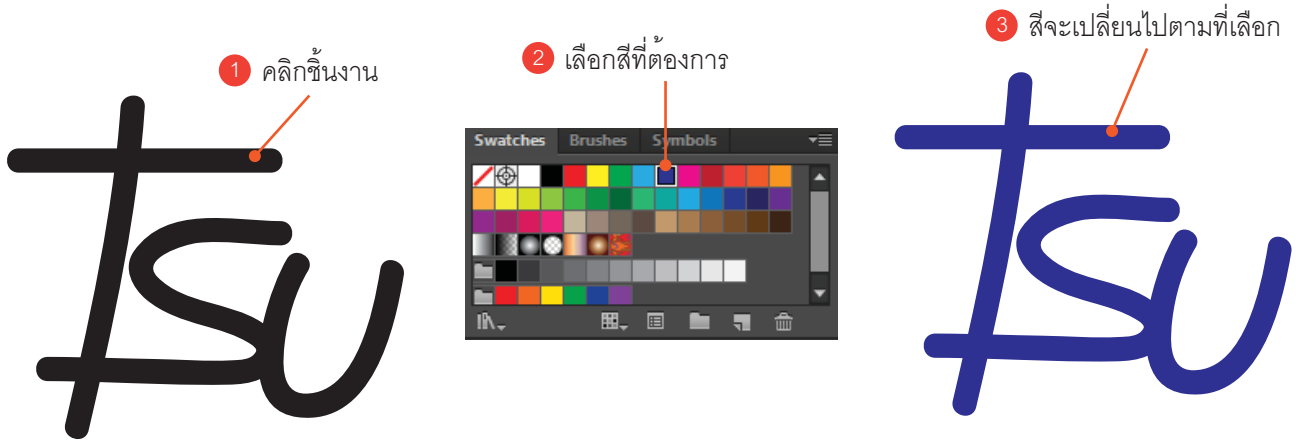 1 คลิกชิ้นงาน
2 เลือกสีที่ต้องการ
3 สีจะเปลี่ยนไปตามที่เลือก
Tsu
Swatches Brushes Symbols
Tsu